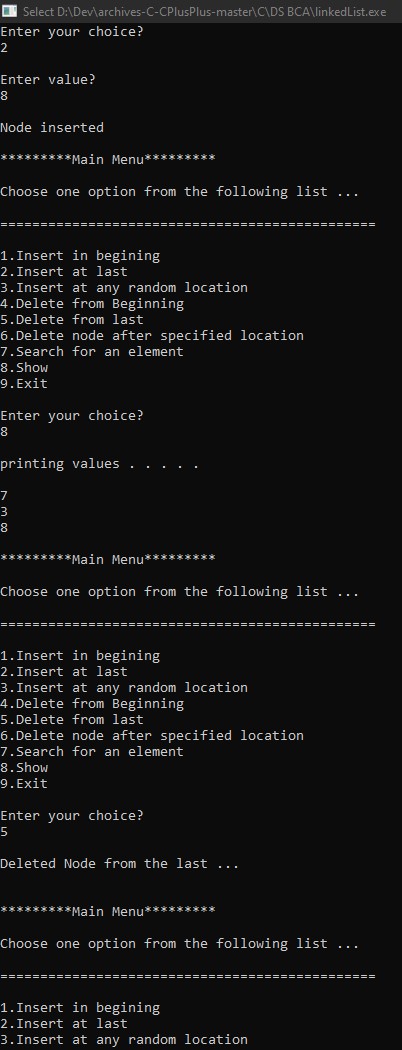 Select D:\Dev\archives-C-CPlusPlus-master\C\DS BCA\linkedList.exe
Enter your choice?
2
Enter value?
8
Node inserted
*********Main Menu*********
Choose one option from the following list ...
===============================================
1.Insert in begining
2.Insert at last
3.Insert at any random location
4.Delete from Beginning
5.Delete from last
6.Delete node after specified location
7.Search for an element
8.Show
9.Exit
Enter your choice?
8
printing values . . . . .
7
3
8
*********Main Menu*********
Choose one option from the following list ...
===============================================
1.Insert in begining
2.Insert at last
3.Insert at any random location
4.Delete from Beginning
5.Delete from last
6.Delete node after specified location
7.Search for an element
8.Show
9.Exit
Enter your choice?
5
Deleted Node from the last ...
*********Main Menu*********
Choose one option from the following list ...
===============================================
1.Insert in begining
2.Insert at last
3.Insert at any random location